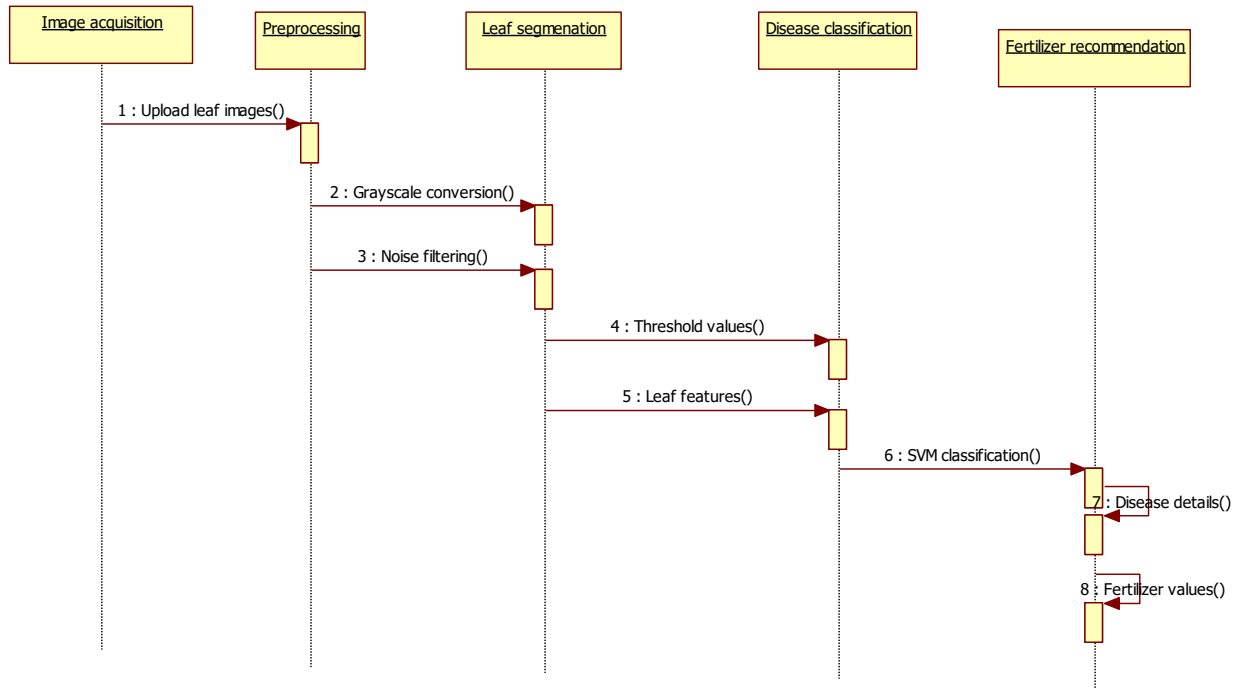 Image acquisition
Preprocessing
Leaf segmenation
Disease classification
Fertilizer recommendation
1 : Upload leaf images()
2 : Grayscale conversion()
3 : Noise filtering()
4 : Threshold values()
5 : Leaf features()
6 : SVM classification()
7 : Disease details()
8 : Fertilizer values()